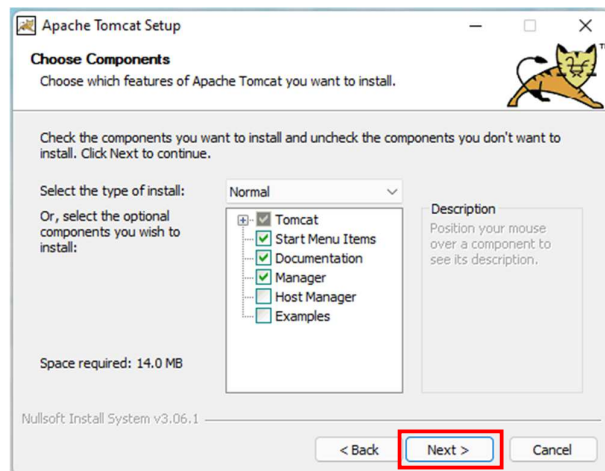 Apache Tomcat Setup
Choose Components
Choose which features of Apache Tomcat you want to install.
TM
Check the components you want to install and uncheck the components you don't want to
install. Click Next to continue.
Select the type of install:
Normal
Or, select the optional
components you wish to
install:
Tomcat
Start Menu Items
Documentation
Manager
Host Manager
Examples
Description
Position your mouse
over a component to
see its description.
Space required: 14.0 MB
Nullsoft Install System v3.06.1
< Back
Next >
Cancel